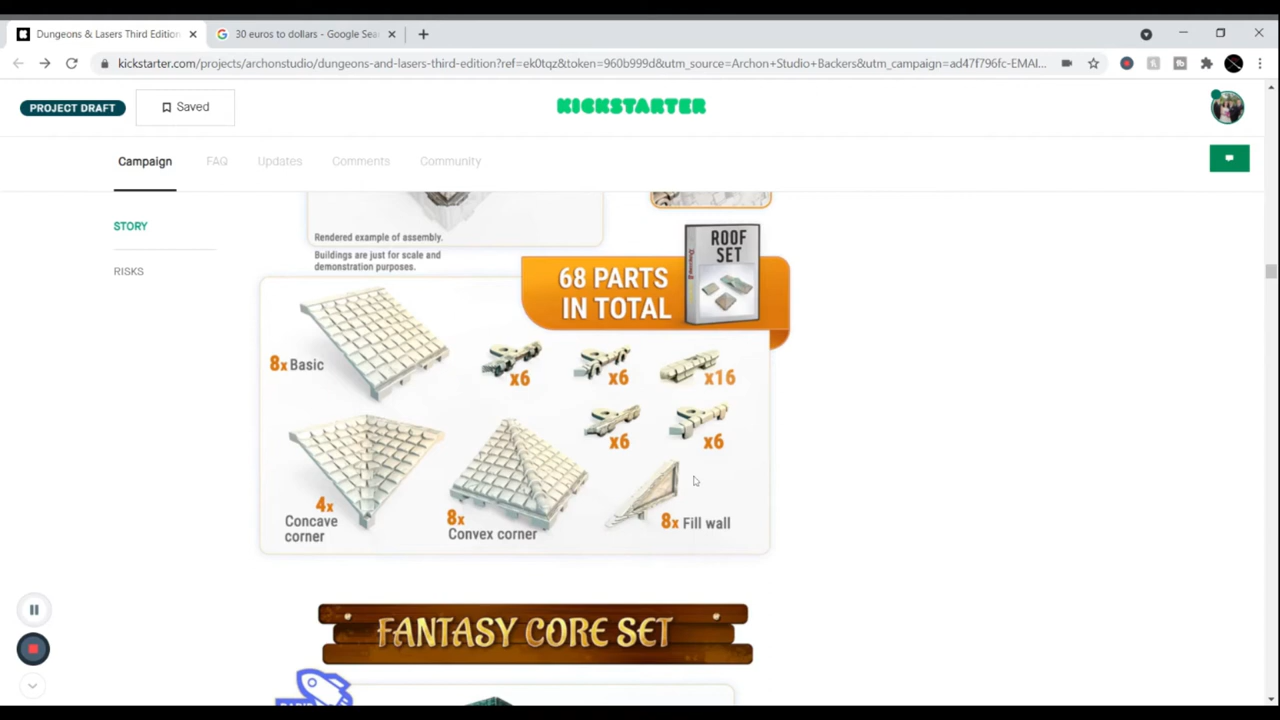 Dungeons & Lasers Third Edition
30 euros to dollars - Google Sea
kickstarter.com/projects/archonstudio/dungeons-and-lasers-third-edition?ref=ek0tqz&token=960b999d&utm_source=Archon+Studio+Backers&utm_campaign=ad47f796fc-EMAI...
PROJECT DRAFT
Saved
KICKSTARTER
Campaign
FAQ
Updates
Comments
Community
STORY
RISKS
Rendered example of assembly.
Buildings are just for scale and
demonstration purposes.
68 PARTS
IN TOTAL
ROOF
SET
8x Basic
x6
x6
x16
x6
x6
4x
Concave
corner
8x
Convex corner
8x Fill wall
FANTASY CORE SET